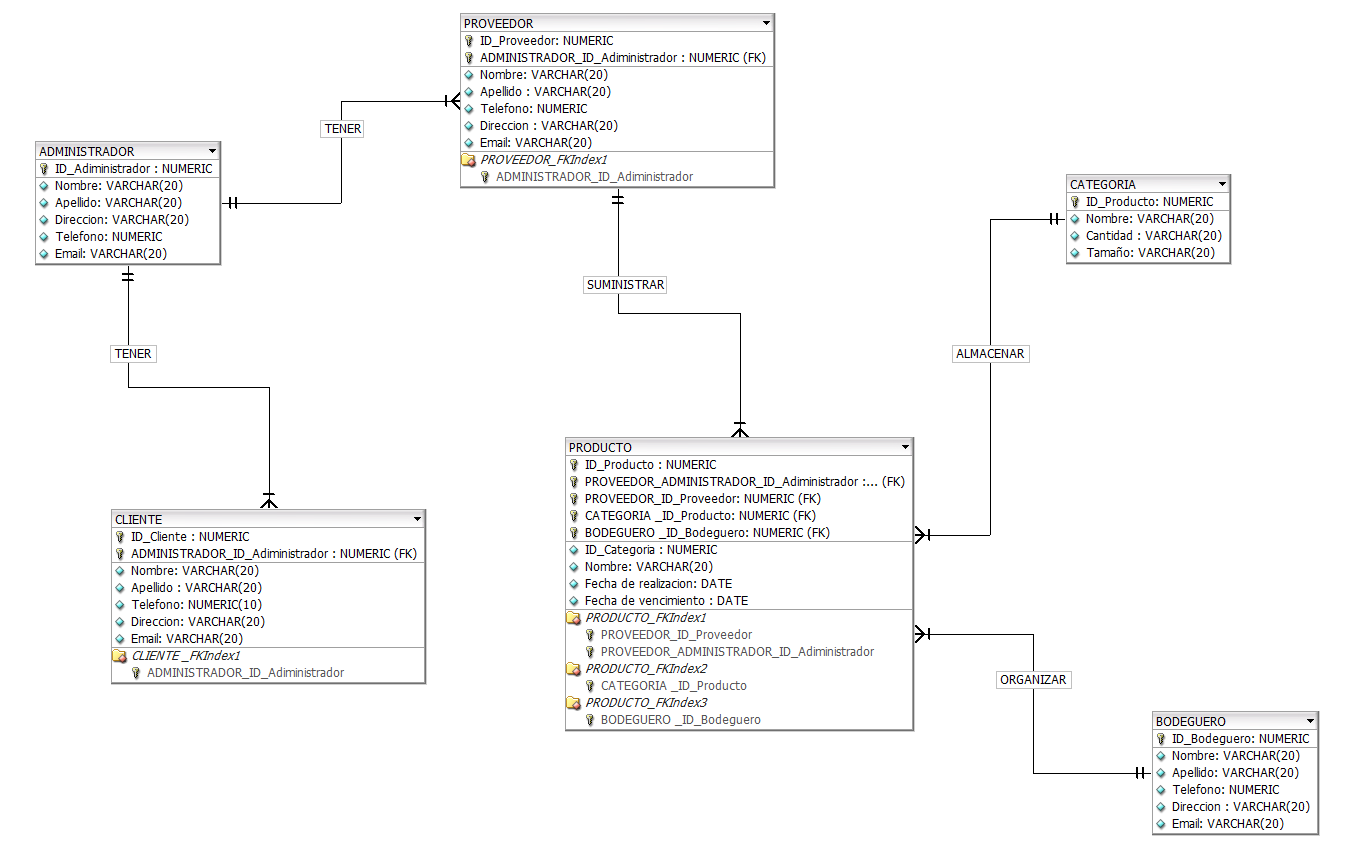 PROVEEDOR
ID_Proveedor: NUMERIC
ADMINISTRADOR_ID_Adiministrador : NUMERIC (FK)
Nombre: VARCHAR(20)
Apellido : VARCHAR(20)
Telefono: NUMERIC
Direccion : VARCHAR(20)
Email: VARCHAR(20)
PROVEEDOR_FKIndex1
ADMINISTRADOR_ID_Adiministrador
TENER
ADMINISTRADOR
ID_Adiministrador : NUMERIC
Nombre: VARCHAR(20)
Apellido: VARCHAR(20)
Direccion: VARCHAR(20)
Telefono: NUMERIC
Email: VARCHAR(20)
CATEGORIA
ID_Producto: NUMERIC
Nombre: VARCHAR(20)
Cantidad : VARCHAR(20)
Tamaño: VARCHAR(20)
SUMINISTRAR
TENER
ALMACENAR
PRODUCTO
ID_Producto : NUMERIC
PROVEEDOR_ADMINISTRADOR_ID_Adiministrador :... (FK)
PROVEEDOR_ID_Proveedor: NUMERIC (FK)
CATEGORIA _ID_Producto: NUMERIC (FK)
BODEGUERO _ID_Bodeguero: NUMERIC (FK)
ID_Categoria : NUMERIC
Nombre: VARCHAR(20)
Fecha de realizacion: DATE
Fecha de vencimiento : DATE
PRODUCTO_FKIndex1
PROVEEDOR_ID_Proveedor
PROVEEDOR_ADMINISTRADOR_ID_Adiministrador
PRODUCTO_FKIndex2
CATEGORIA _ID_Producto
PRODUCTO_FKIndex3
BODEGUERO _ID_Bodeguero
CLIENTE
ID_Cliente : NUMERIC
ADMINISTRADOR_ID_Adiministrador : NUMERIC (FK)
Nombre: VARCHAR(20)
Apellido : VARCHAR(20)
Telefono: NUMERIC(10)
Direccion: VARCHAR(20)
Email: VARCHAR(20)
CLIENTE _FKIndex1
ADMINISTRADOR_ID_Adiministrador
ORGANIZAR
BODEGUERO
ID_Bodeguero: NUMERIC
Nombre: VARCHAR(20)
Apellido: VARCHAR(20)
Telefono: NUMERIC
Direccion : VARCHAR(20)
Email: VARCHAR(20)